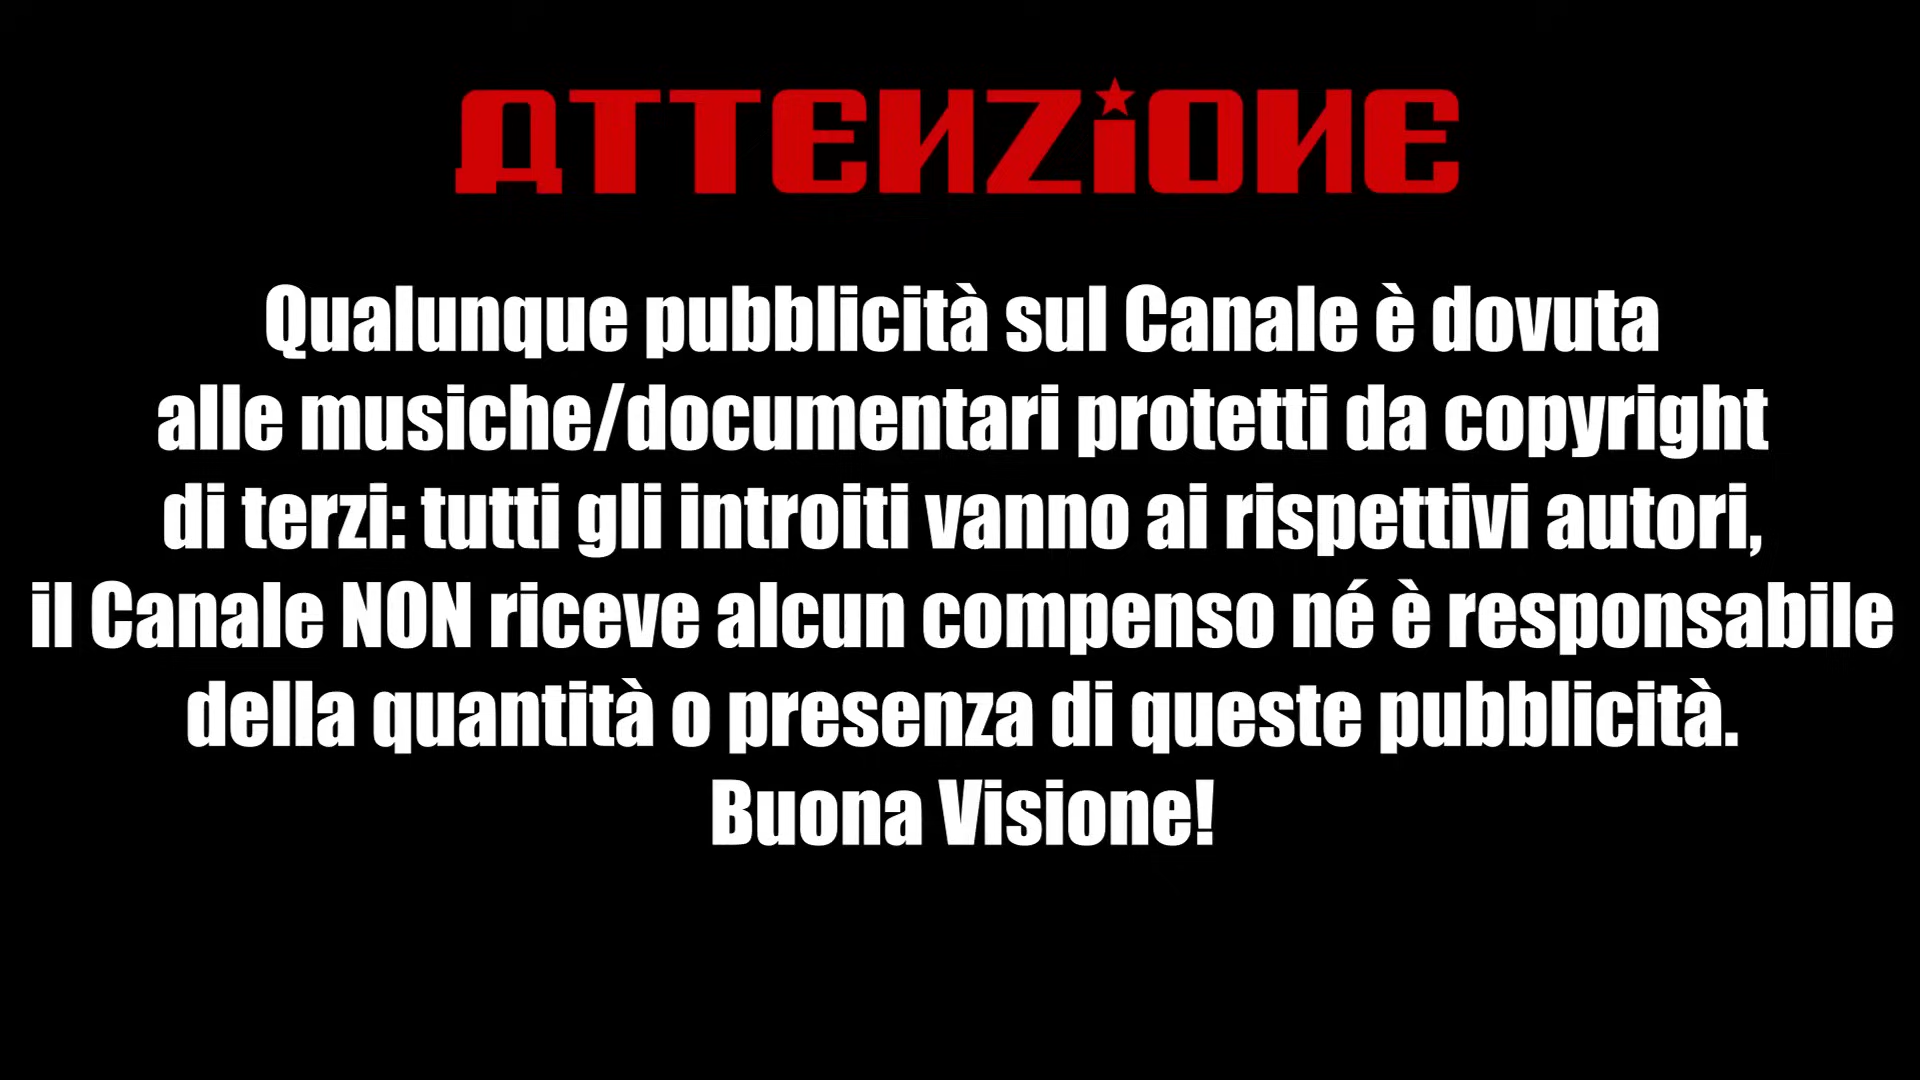 ATTENZiONE
Qualunque pubblicità sul Canale è dovuta
alle musiche/documentari protetti da copyright
di terzi: tutti gli introiti vanno ai rispettivi autori,
il Canale NON riceve alcun compenso né è responsabile
della quantità o presenza di queste pubblicità.
Buona Visione!